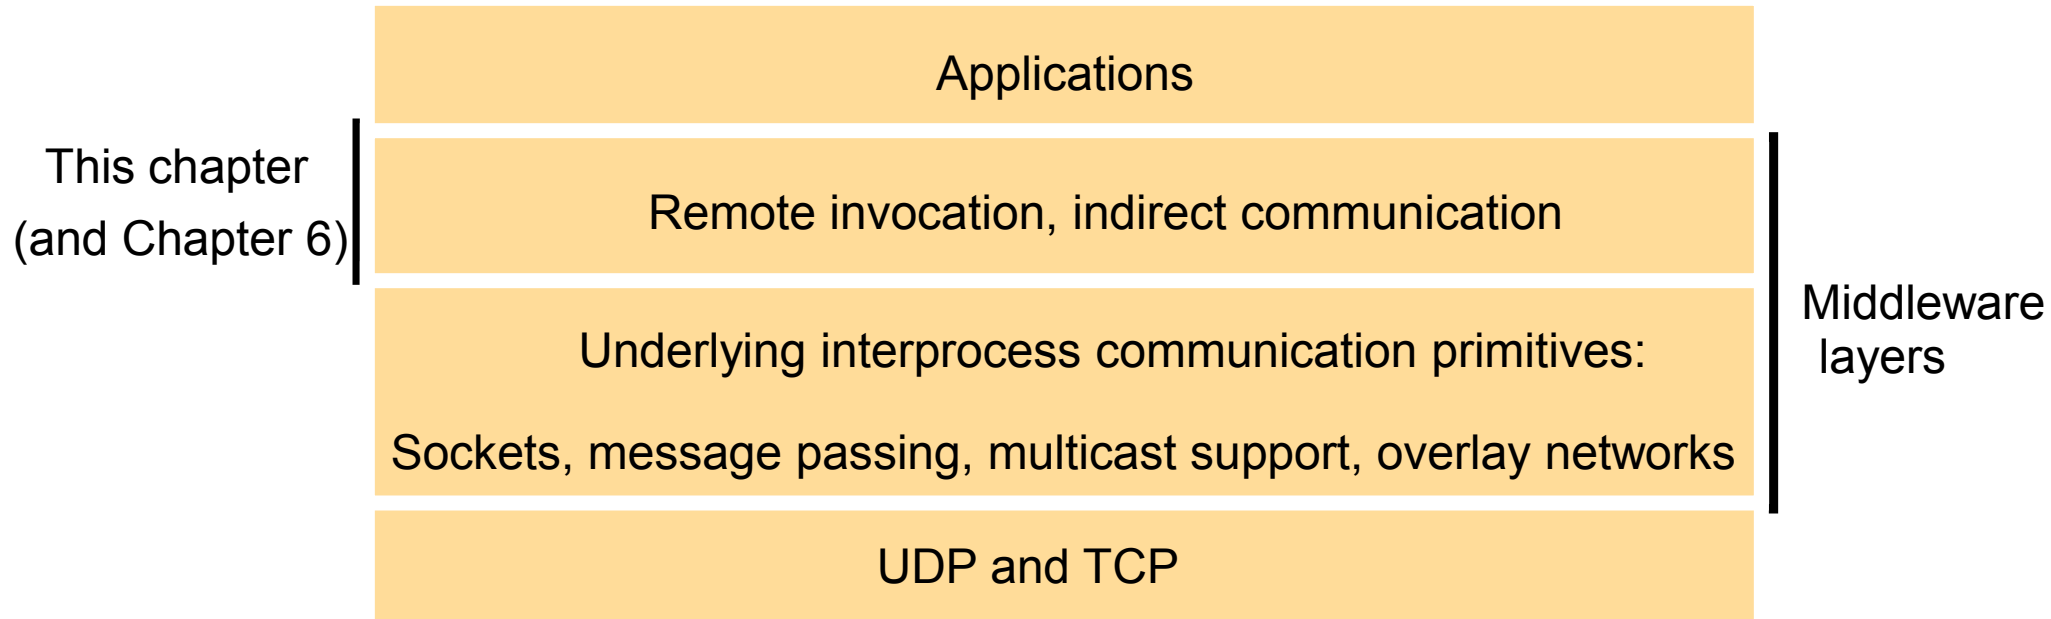 Applications
This chapter
(and Chapter 6)
Remote invocation, indirect communication
Middleware
layers
Underlying interprocess communication primitives:
Sockets, message passing, multicast support, overlay networks
UDP and TCP